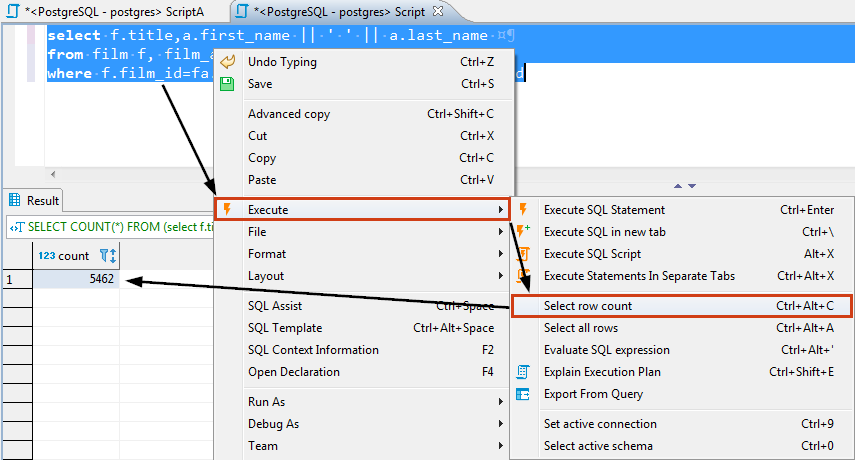 *<PostgreSQL - postgres> ScriptA
*<PostgreSQL - postgres> Script
select f.title,a.first_name || ' ' || a.last_name ¤¶
from film f, film_a
where f.film_id=fa. d
Undo Typing Ctrl+Z
Save Ctrl+S
Advanced copy Ctrl+Shift+C
Cut Ctrl+X
Copy Ctrl+C
Paste Ctrl+V
Execute
File
Format
Layout
SQL Assist Ctrl+Space
SQL Template Ctrl+Alt+Space
SQL Context Information F2
Open Declaration F4
Run As
Debug As
Team
Execute SQL Statement Ctrl+Enter
Execute SQL in new tab Ctrl+\
Execute SQL Script Alt+X
Execute Statements In Separate Tabs Ctrl+Alt+X
Select row count Ctrl+Alt+C
Select all rows Ctrl+Alt+A
Evaluate SQL expression Ctrl+Alt+'
Explain Execution Plan Ctrl+Shift+E
Export From Query
Set active connection Ctrl+9
Select active schema Ctrl+0
Result
SELECT COUNT(*) FROM (select f.ti
123 count
1 5462